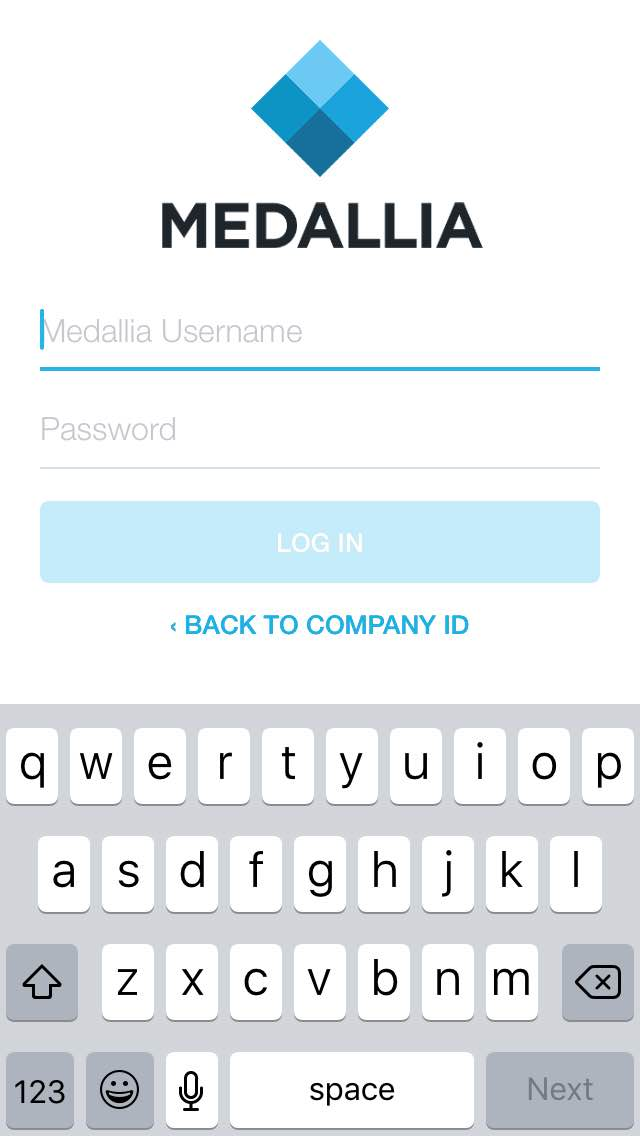 MEDALLIA
Medallia Username
Password
LOG IN
‹ BACK TO COMPANY ID
q w e r t y u i o p
a s d f g h j k l
z x c v b n m
123 space Next